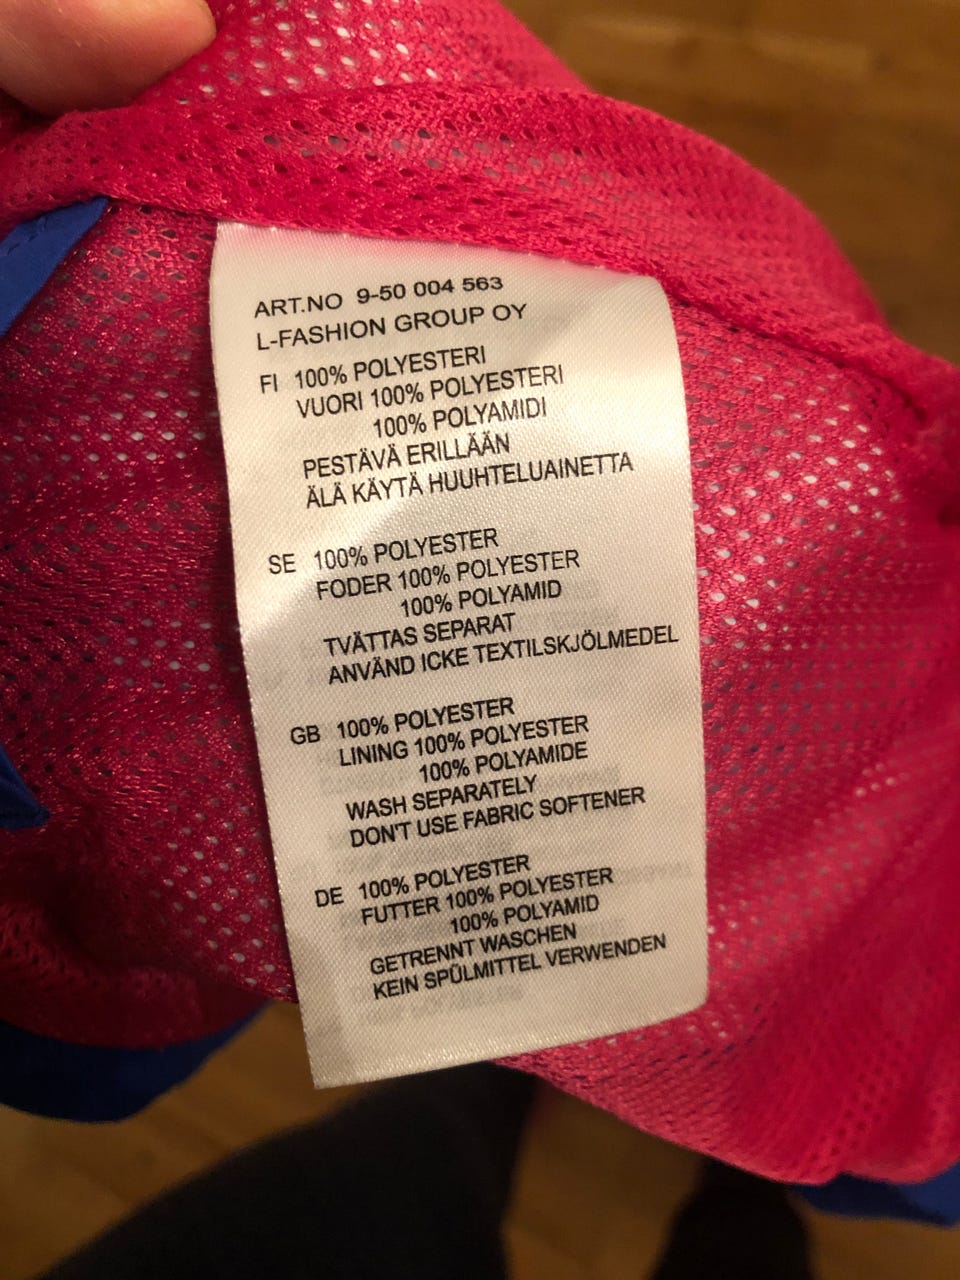 ART.NO 9-50 004 563
L-FASHION GROUP OY
FI 100% POLYESTERI
VUORI 100% POLYESTERI
100% POLYAMIDI
PESTÄVÄ ERILLÄÄN
ÄLÄ KÄYTÄ HUUHTELUAINETTA
SE 100% POLYESTER
FODER 100% POLYESTER
100% POLYAMID
TVÄTTAS SEPARAT
ANVÄND ICKE TEXTILSKJÖLMEDEL
GB 100% POLYESTER
LINING 100% POLYESTER
100% POLYAMIDE
WASH SEPARATELY
DON'T USE FABRIC SOFTENER
DE 100% POLYESTER
FUTTER 100% POLYESTER
100% POLYAMID
GETRENNT WASCHEN
KEIN SPÜLMITTEL VERWENDEN